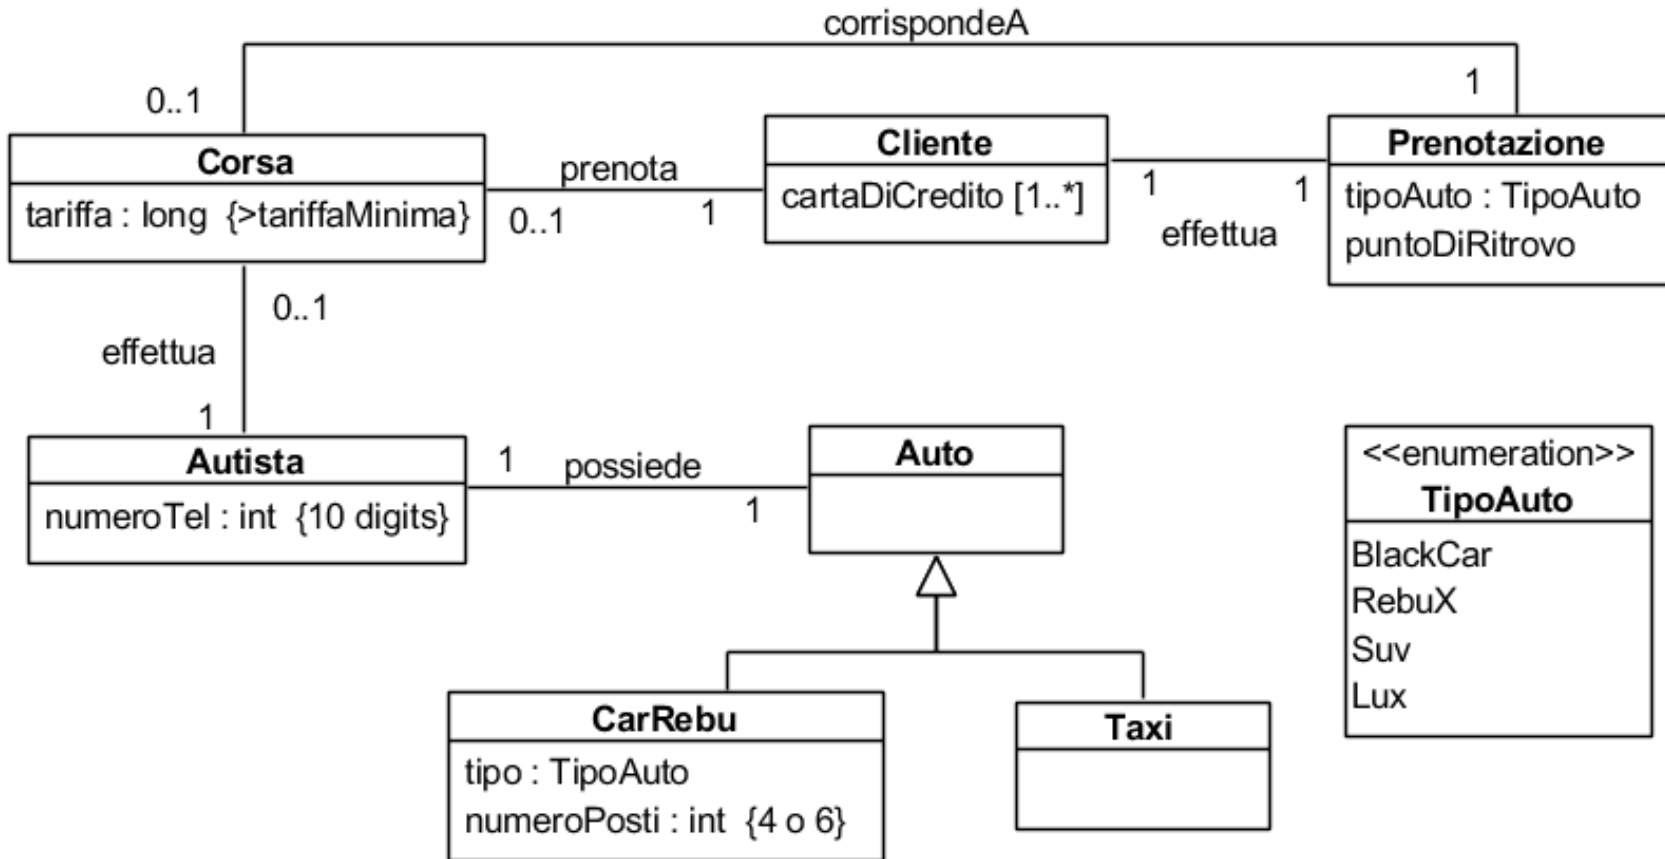 corrispondeA
0..1
1
Corsa
tariffa : long {>tariffaMinima}
prenota
0..1
1
Cliente
cartaDiCredito [1..*]
1
1
effettua
Prenotazione
tipoAuto : TipoAuto
puntoDiRitrovo
0..1
effettua
1
Autista
numeroTel : int {10 digits}
1
possiede
1
Auto
<<enumeration>>
TipoAuto
BlackCar
RebuX
Suv
Lux
CarRebu
tipo : TipoAuto
numeroPosti : int {4 o 6}
Taxi